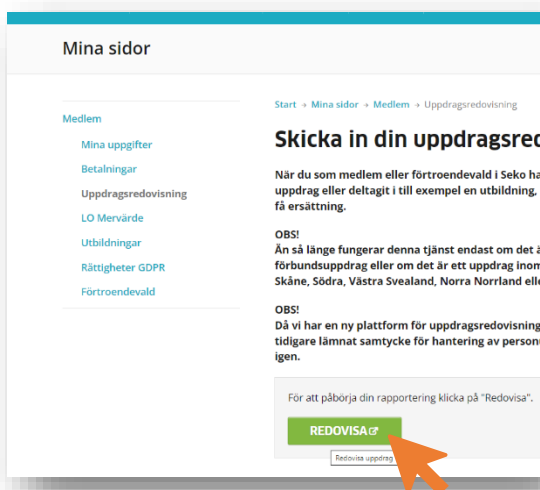 Mina sidor
Start → Mina sidor → Medlem → Uppdragsredovisning
Medlem
Mina uppgifter
Betalningar
Uppdragsredovisning
LO Mervärde
Utbildningar
Rättigheter GDPR
Förtroendevald
Skicka in din uppdragsred
När du som medlem eller förtroendevald i Seko ha
uppdrag eller deltagit i till exempel en utbildning,
få ersättning.
OBS!
Än så länge fungerar denna tjänst endast om det ä
förbundsuppdrag eller om det är ett uppdrag inom
Skåne, Södra, Västra Svealand, Norra Norrland elle
OBS!
Då vi har en ny plattform för uppdragsredovisning
tidigare lämnat samtycke för hantering av person
igen.
För att påbörja din rapportering klicka på "Redovisa".
REDOVISA
Redovisa uppdrag